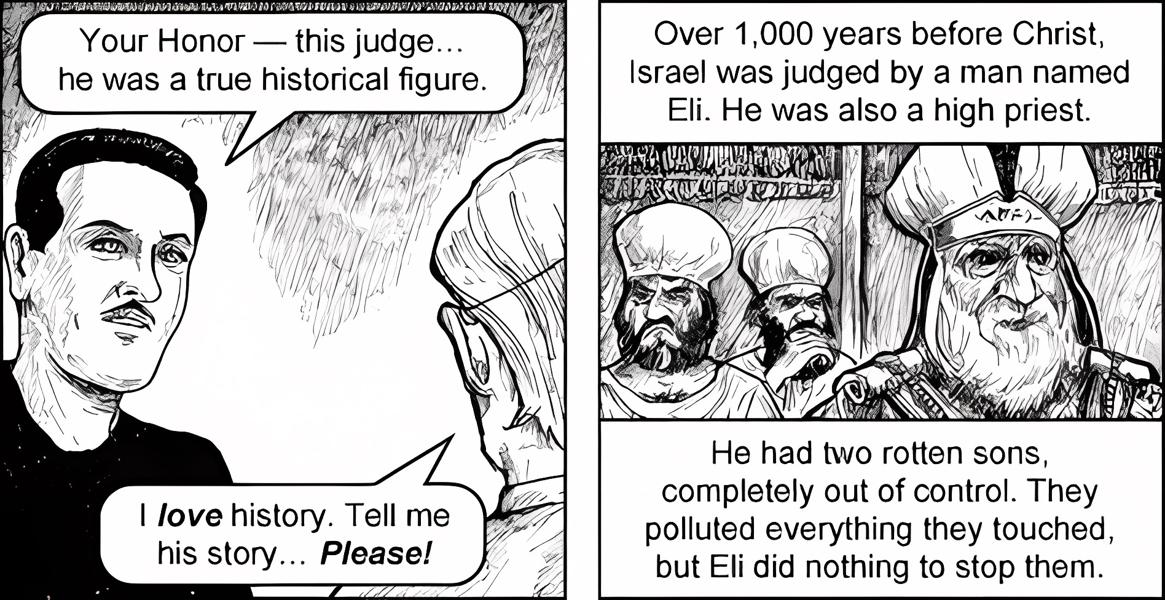 Your Honor — this judge...
he was a true historical figure.
I love history. Tell me
his story... Please!
Over 1,000 years before Christ,
Israel was judged by a man named
Eli. He was also a high priest.
He had two rotten sons,
completely out of control. They
polluted everything they touched,
but Eli did nothing to stop them.